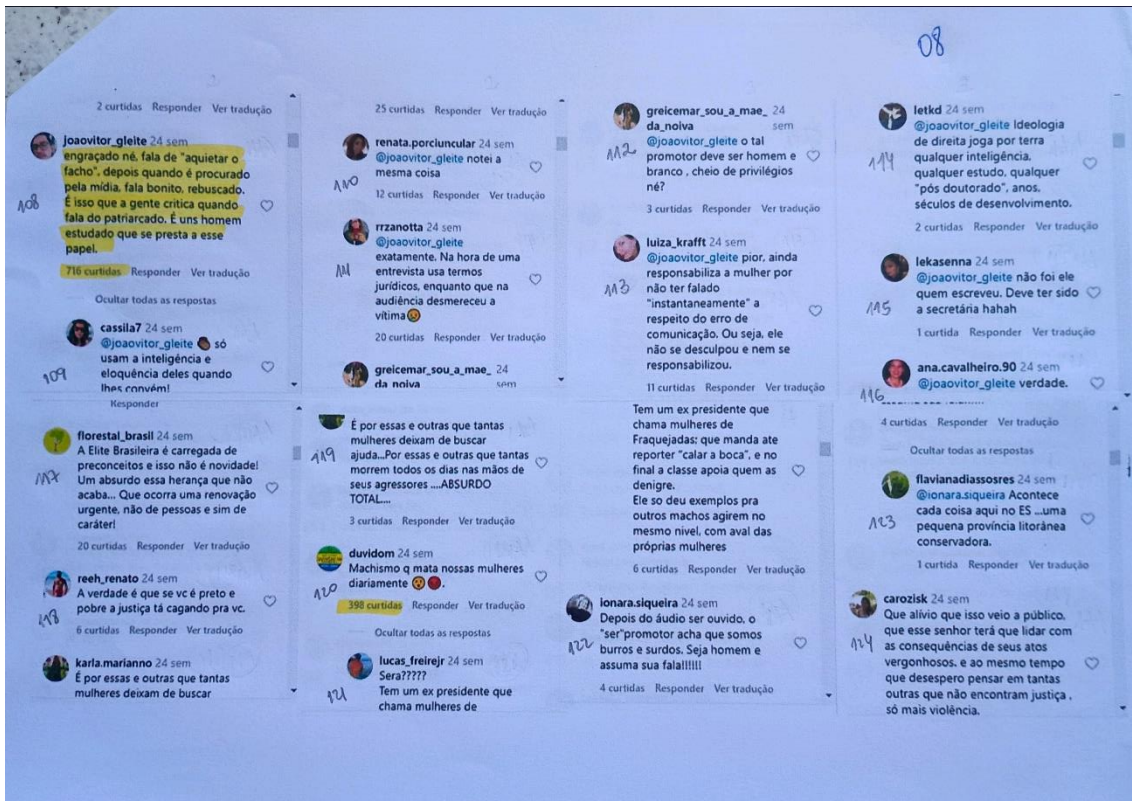 08
2 curtidas Responder Ver tradução
joaovitor_gleite 24 sem
engraçado né, fala de "aquietar o
facho", depois quando é procurado
pela mídia, fala bonito, rebuscado.
É isso que a gente critica quando
fala do patriarcado. É uns homem
estudado que se presta a esse
papel.
108
716 curtidas Responder Ver tradução
Ocultar todas as respostas
cassila7 24 sem
@joaovitor_gleite só
usam a inteligência e
eloquência deles quando
lhes convém!
109
25 curtidas Responder Ver tradução
renata.porciuncular 24 sem
@joaovitor_gleite notei a
mesma coisa
110
12 curtidas Responder Ver tradução
rrzanotta 24 sem
@joaovitor_gleite
exatamente. Na hora de uma
entrevista usa termos
jurídicos, enquanto que na
audiência desmereceu a
vítima😡
111
20 curtidas Responder Ver tradução
greicemar_sou_a_mae_ 24
da_noiva sem
greicemar_sou_a_mae_ 24
da_noiva sem
@joaovitor_gleite o tal
promotor deve ser homem e
branco , cheio de privilégios
né?
112
3 curtidas Responder Ver tradução
luiza_krafft 24 sem
@joaovitor_gleite pior, ainda
responsabiliza a mulher por
não ter falado
"instantaneamente" a
respeito do erro de
comunicação. Ou seja, ele
não se desculpou e nem se
responsabilizou.
113
11 curtidas Responder Ver tradução
letkd 24 sem
@joaovitor_gleite Ideologia
de direita joga por terra
qualquer inteligência,
qualquer estudo, qualquer
"pós doutorado", anos,
séculos de desenvolvimento.
114
2 curtidas Responder Ver tradução
lekasenna 24 sem
@joaovitor_gleite não foi ele
quem escreveu. Deve ter sido
a secretária hahah
115
1 curtida Responder Ver tradução
ana.cavalheiro.90 24 sem
@joaovitor_gleite verdade.
116
Responder
florestal_brasil 24 sem
A Elite Brasileira é carregada de
preconceitos e isso não é novidade!
Um absurdo essa herança que não
acaba... Que ocorra uma renovação
urgente, não de pessoas e sim de
caráter!
117
20 curtidas Responder Ver tradução
reeh_renato 24 sem
A verdade é que se vc é preto e
pobre a justiça tá cagando pra vc.
118
6 curtidas Responder Ver tradução
karla.marianno 24 sem
É por essas e outras que tantas
mulheres deixam de buscar
É por essas e outras que tantas
mulheres deixam de buscar
ajuda...Por essas e outras que tantas
morrem todos os dias nas mãos de
seus agressores ....ABSURDO
TOTAL....
119
3 curtidas Responder Ver tradução
duvidom 24 sem
Machismo q mata nossas mulheres
diariamente 😮😡.
120
398 curtidas Responder Ver tradução
Ocultar todas as respostas
lucas_freirejr 24 sem
Sera?????
Tem um ex presidente que
chama mulheres de
121
Tem um ex presidente que
chama mulheres de
Fraquejadas; que manda ate
reporter "calar a boca", e no
final a classe apoia quem as
denigre.
Ele so deu exemplos pra
outros machos agirem no
mesmo nivel, com aval das
próprias mulheres
6 curtidas Responder Ver tradução
ionara.siqueira 24 sem
Depois do áudio ser ouvido, o
"ser"promotor acha que somos
burros e surdos. Seja homem e
assuma sua fala!!!!!!!
122
4 curtidas Responder Ver tradução
4 curtidas Responder Ver tradução
Ocultar todas as respostas
flavianadiassosres 24 sem
@ionara.siqueira Acontece
cada coisa aqui no ES ...uma
pequena província litorânea
conservadora.
123
1 curtida Responder Ver tradução
carozisk 24 sem
Que alívio que isso veio a público,
que esse senhor terá que lidar com
as consequências de seus atos
vergonhosos, e ao mesmo tempo
que desespero pensar em tantas
outras que não encontram justiça ,
só mais violência.
124